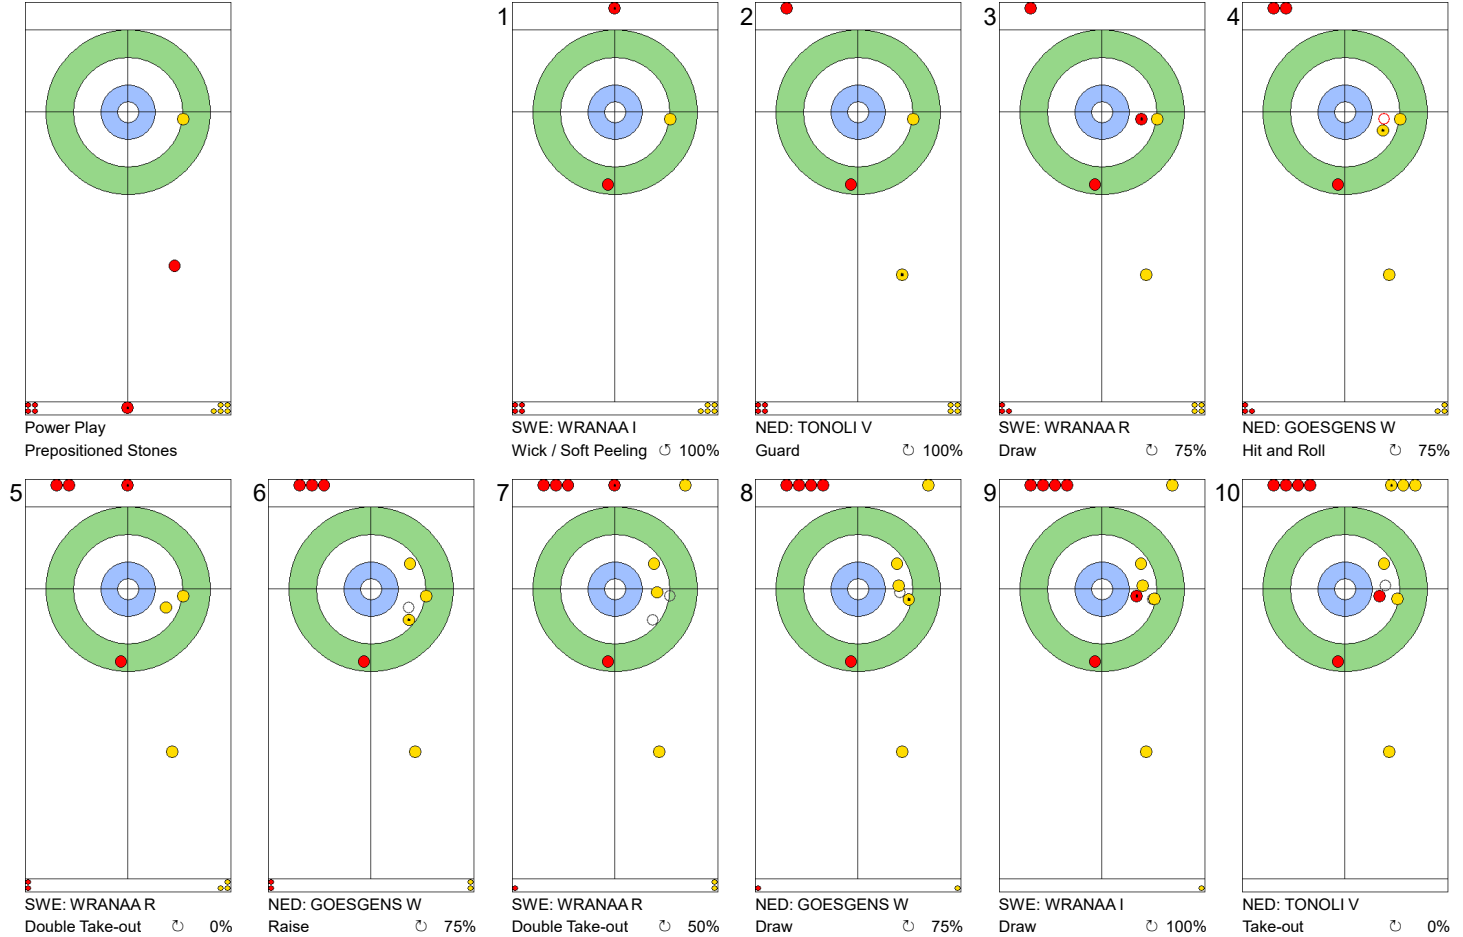 Power Play
Prepositioned Stones
1
SWE: WRANAA I
Wick / Soft Peeling 100%
2
NED: TONOLI V
Guard 100%
3
SWE: WRANAA R
Draw 75%
4
NED: GOESGENS W
Hit and Roll 75%
5
SWE: WRANAA R
Double Take-out 0%
6
NED: GOESGENS W
Raise 75%
7
SWE: WRANAA R
Double Take-out 50%
8
NED: GOESGENS W
Draw 75%
9
SWE: WRANAA I
Draw 100%
10
NED: TONOLI V
Take-out 0%